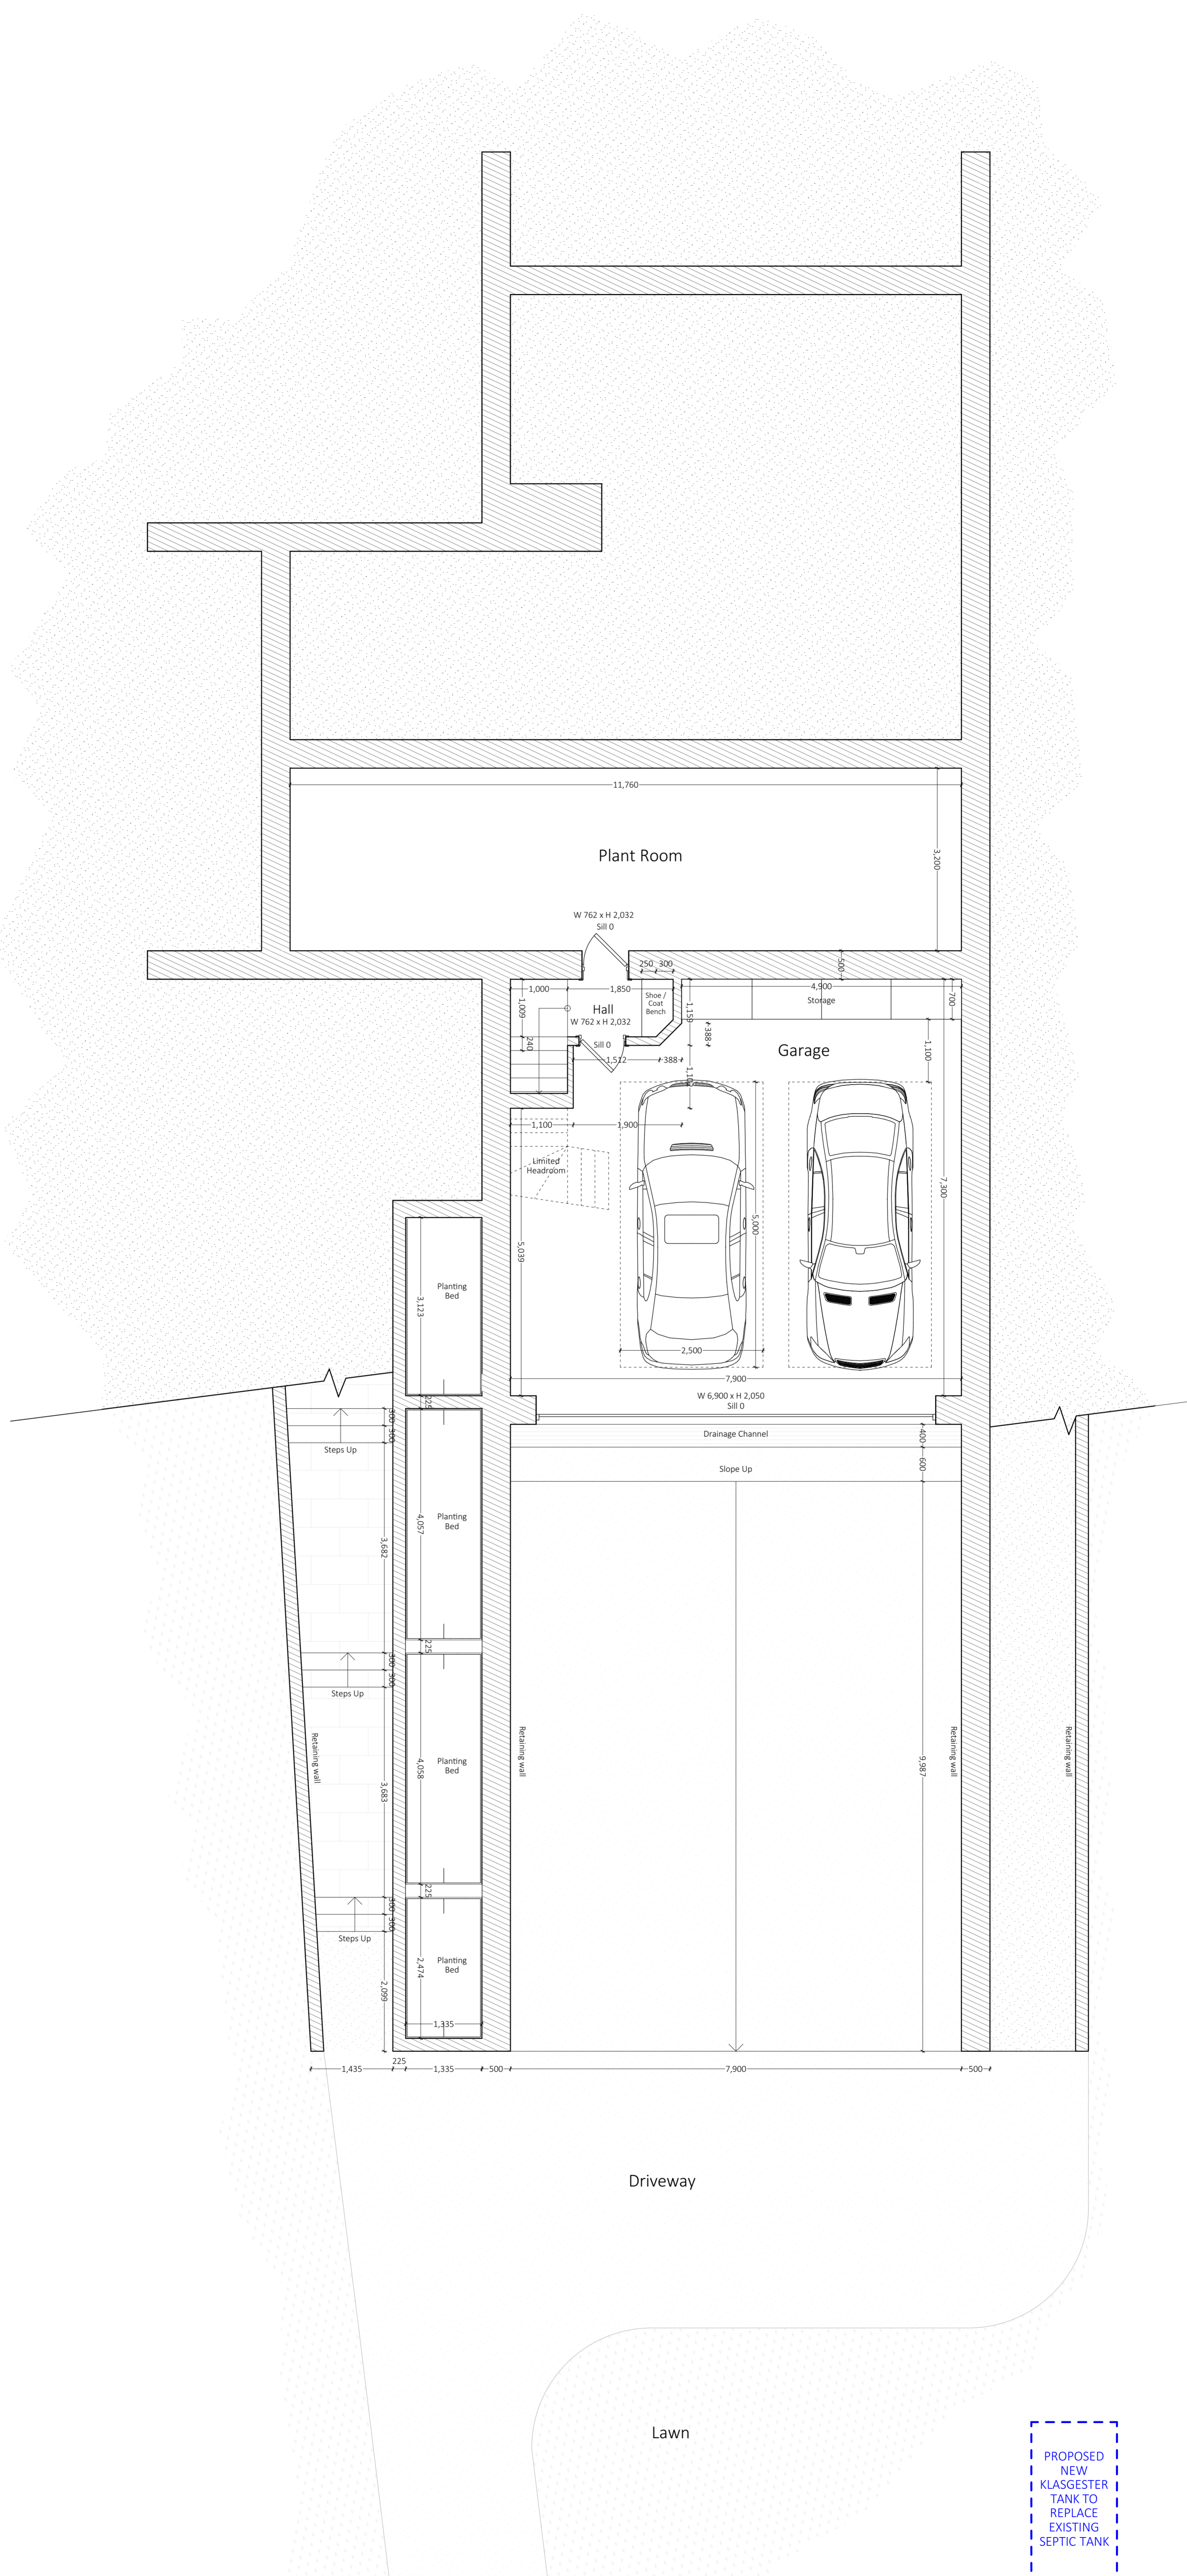 11,760
Plant Room
3,200
W 762 x H 2,032
Sill 0
250
300
500
1,000
1,850
4,900
Storage
700
Shoe /
Coat
Bench
1,009
Hall
W 762 x H 2,032
1,159
388
240
Sill 0
1,512
388
Garage
1,100
1,100
1,900
Limited
Headroom
7,300
5,000
5,039
Planting
Bed
3,123
2,500
7,900
W 6,900 x H 2,050
Sill 0
225
300
300
Steps Up
Drainage Channel
400
600
Slope Up
Planting
Bed
4,057
3,682
225
300
300
Steps Up
Retaining wall
Retaining wall
Retaining wall
Retaining wall
Planting
Bed
4,058
3,683
9,987
225
300
300
Steps Up
Planting
Bed
2,474
2,099
1,335
225
1,435
1,335
500
7,900
500
Driveway
Lawn
PROPOSED
NEW
KLASGESTER
TANK TO
REPLACE
EXISTING
SEPTIC TANK